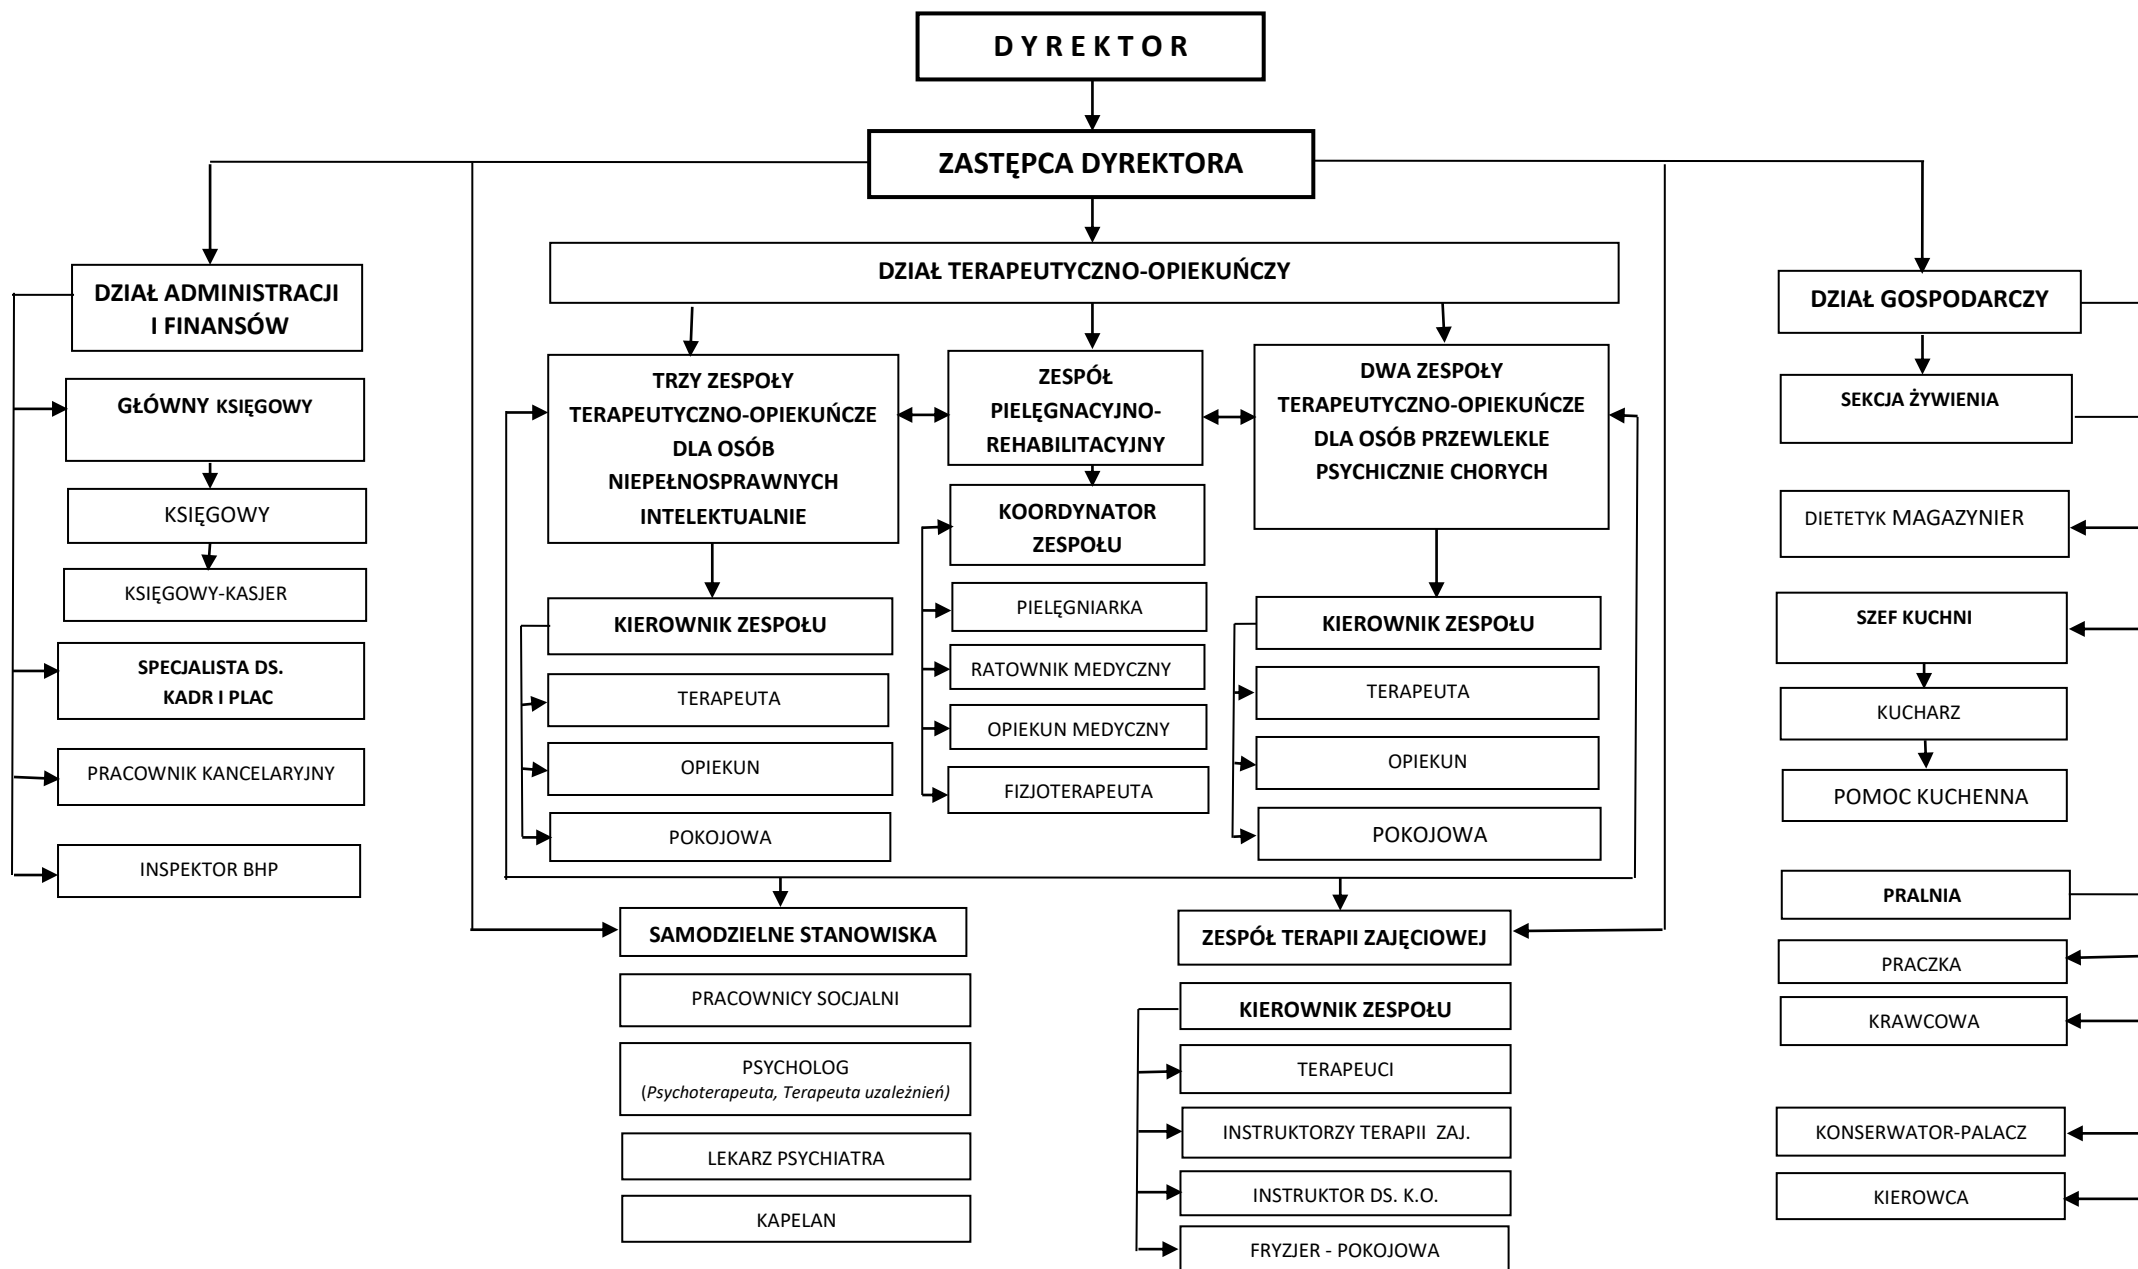 DYREKTOR
ZASTĘPCA DYREKTORA
DZIAŁ ADMINISTRACJI
I FINANSÓW
GŁÓWNY KSIĘGOWY
KSIĘGOWY
KSIĘGOWY-KASJER
SPECJALISTA DS.
KADR I PLAC
PRACOWNIK KANCELARYJNY
INSPEKTOR BHP
DZIAŁ TERAPEUTYCZNO-OPIEKUŃCZY
TRZY ZESPOŁY
TERAPEUTYCZNO-OPIEKUŃCZE
DLA OSÓB
NIEPEŁNOSPRAWNYCH
INTELEKTUALNIE
KIEROWNIK ZESPOŁU
TERAPEUTA
OPIEKUN
POKOJOWA
ZESPÓŁ
PIELĘGNACYJNO-
REHABILITACYJNY
KOORDYNATOR
ZESPOŁU
PIELĘGNIARKA
RATOWNIK MEDYCZNY
OPIEKUN MEDYCZNY
FIZJOTERAPEUTA
DWA ZESPOŁY
TERAPEUTYCZNO-OPIEKUŃCZE
DLA OSÓB PRZEWLEKLE
PSYCHICZNIE CHORYCH
KIEROWNIK ZESPOŁU
TERAPEUTA
OPIEKUN
POKOJOWA
SAMODZIELNE STANOWISKA
PRACOWNICY SOCJALNI
PSYCHOLOG
(Psychoterapeuta, Terapeuta uzależnień)
LEKARZ PSYCHIATRA
KAPELAN
ZESPÓŁ TERAPII ZAJĘCIOWEJ
KIEROWNIK ZESPOŁU
TERAPEUCI
INSTRUKTORZY TERAPII ZAJ.
INSTRUKTOR DS. K.O.
FRYZJER - POKOJOWA
DZIAŁ GOSPODARCZY
SEKCJA ŻYWIENIA
DIETETYK MAGAZYNIER
SZEF KUCHNI
KUCHARZ
POMOC KUCHENNA
PRALNIA
PRACZKA
KRAWCOWA
KONSERWATOR-PALACZ
KIEROWCA